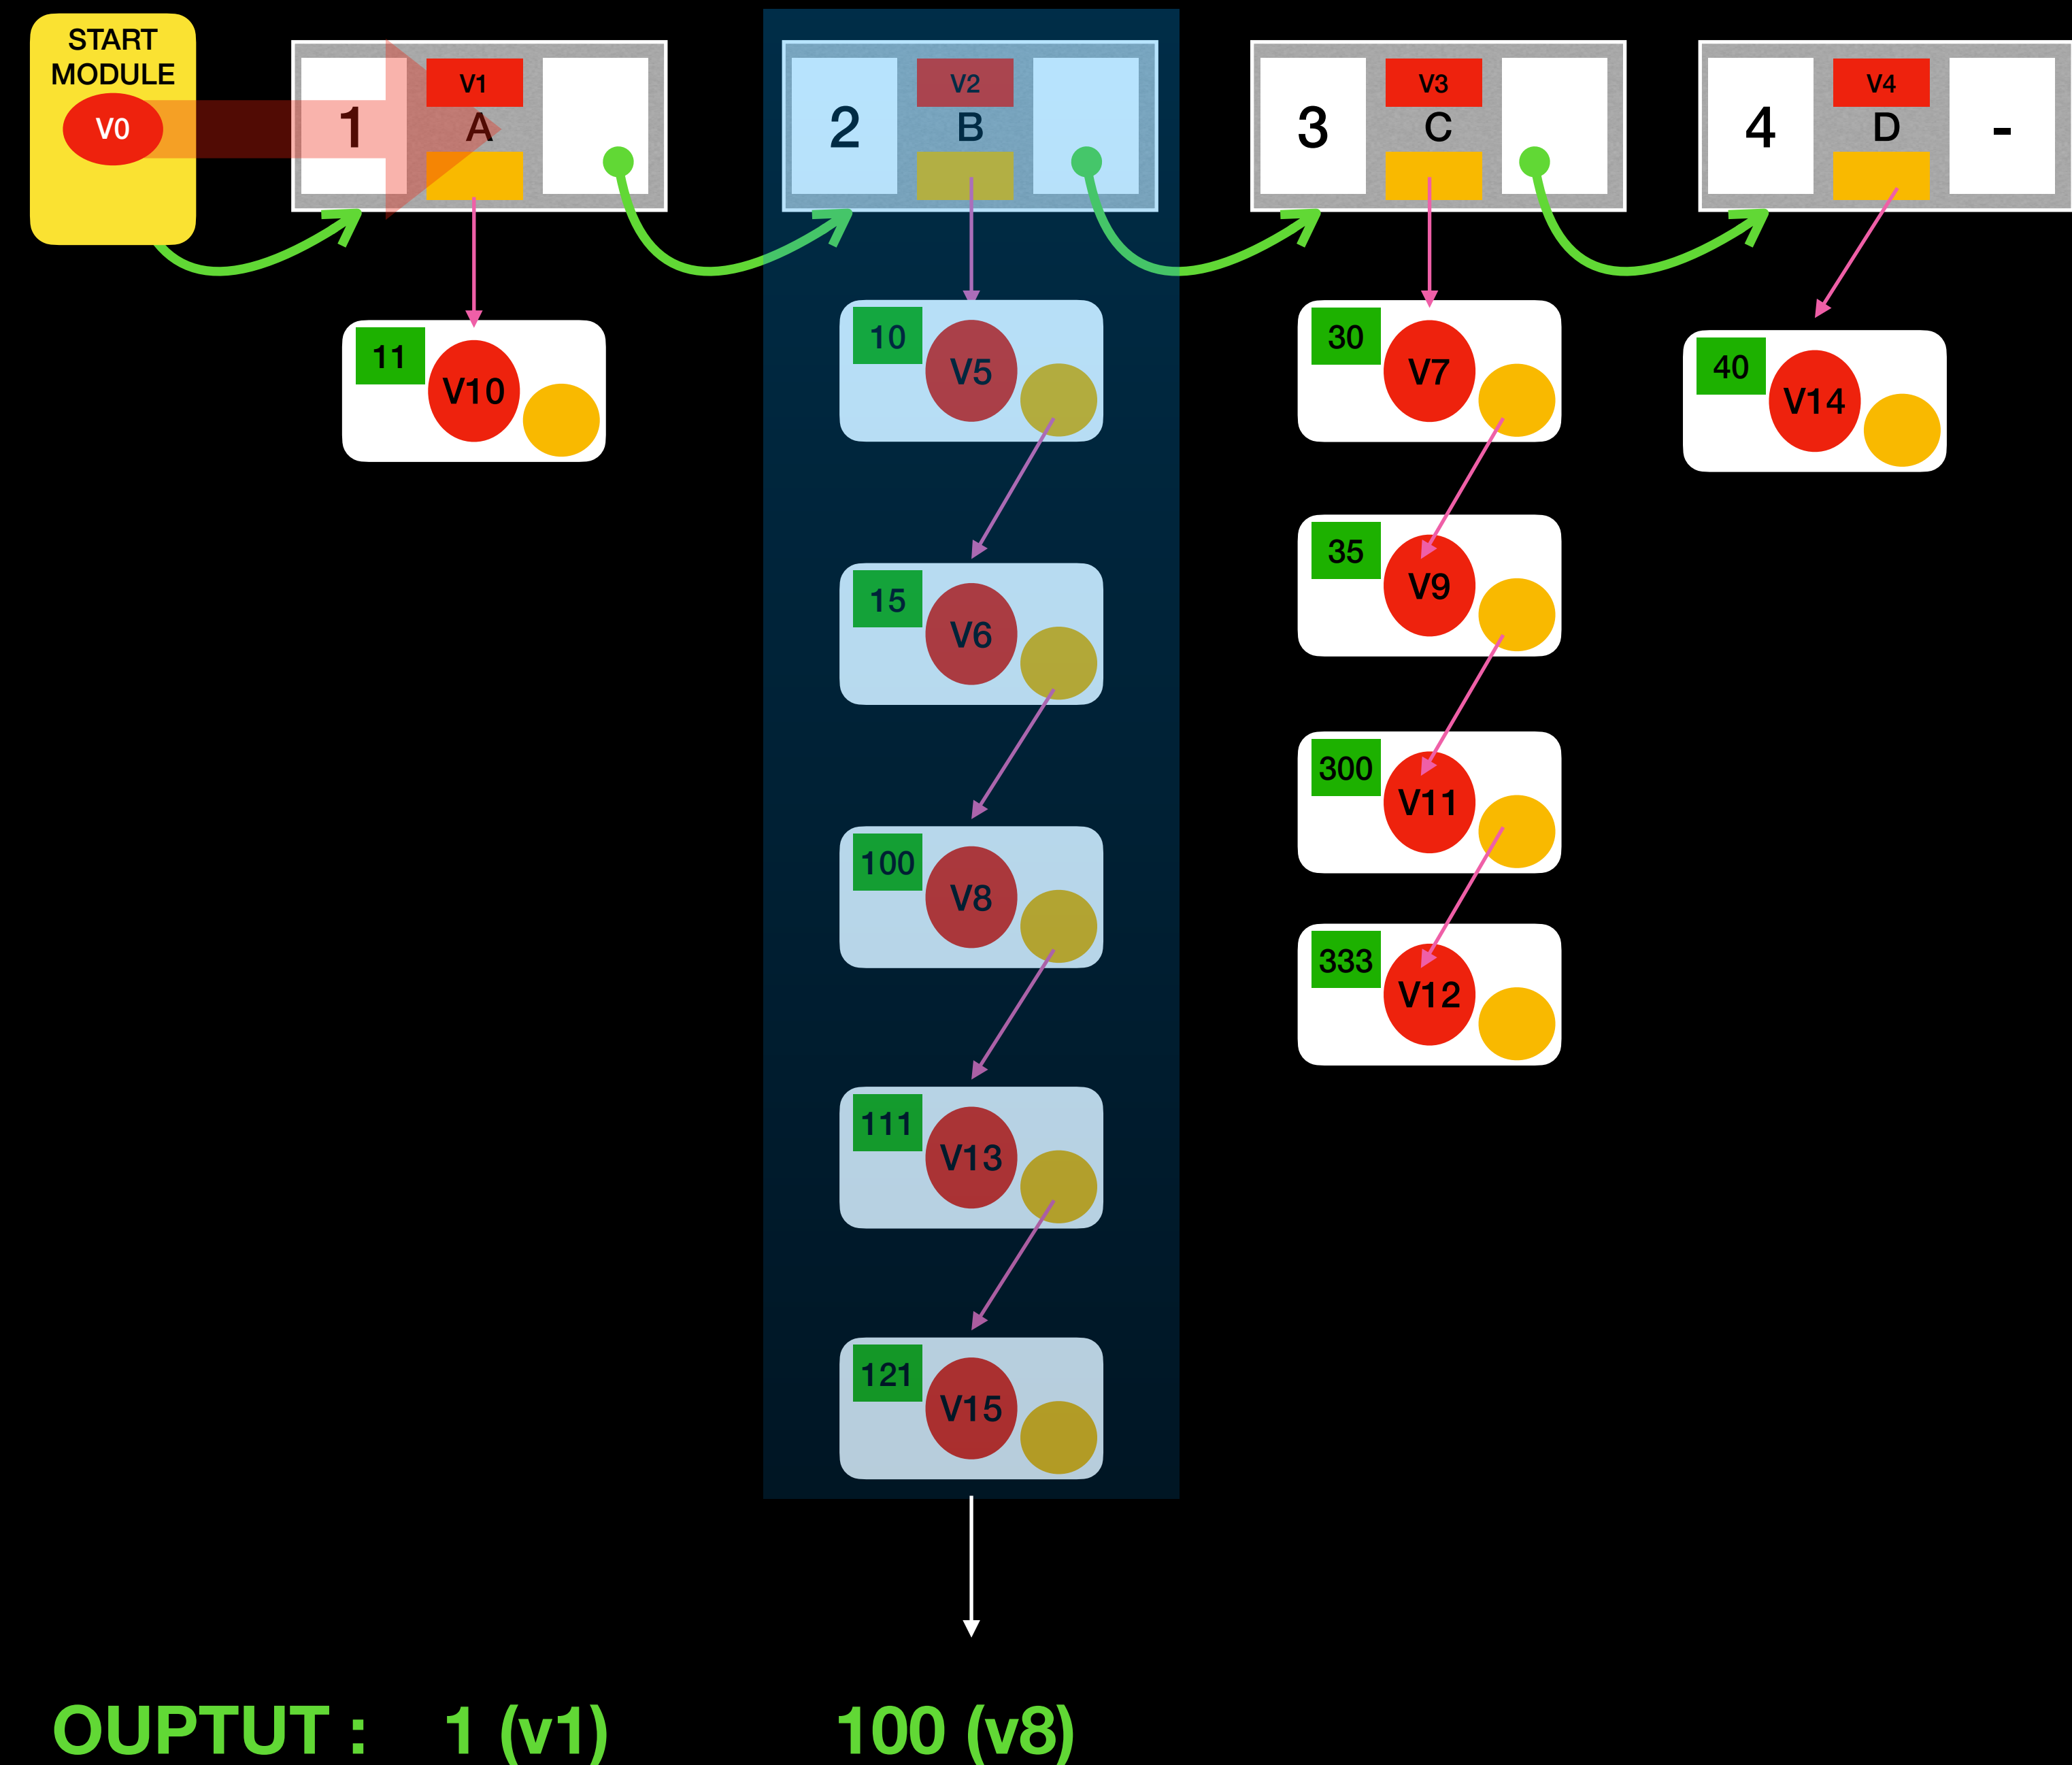 START
MODULE
V0
1
V1
A
2
V2
B
3
V3
C
4
V4
D
-
11
V10
10
V5
15
V6
100
V8
111
V13
121
V15
30
V7
35
V9
300
V11
333
V12
40
V14
OUPTUT : 1 (v1) 100 (v8)